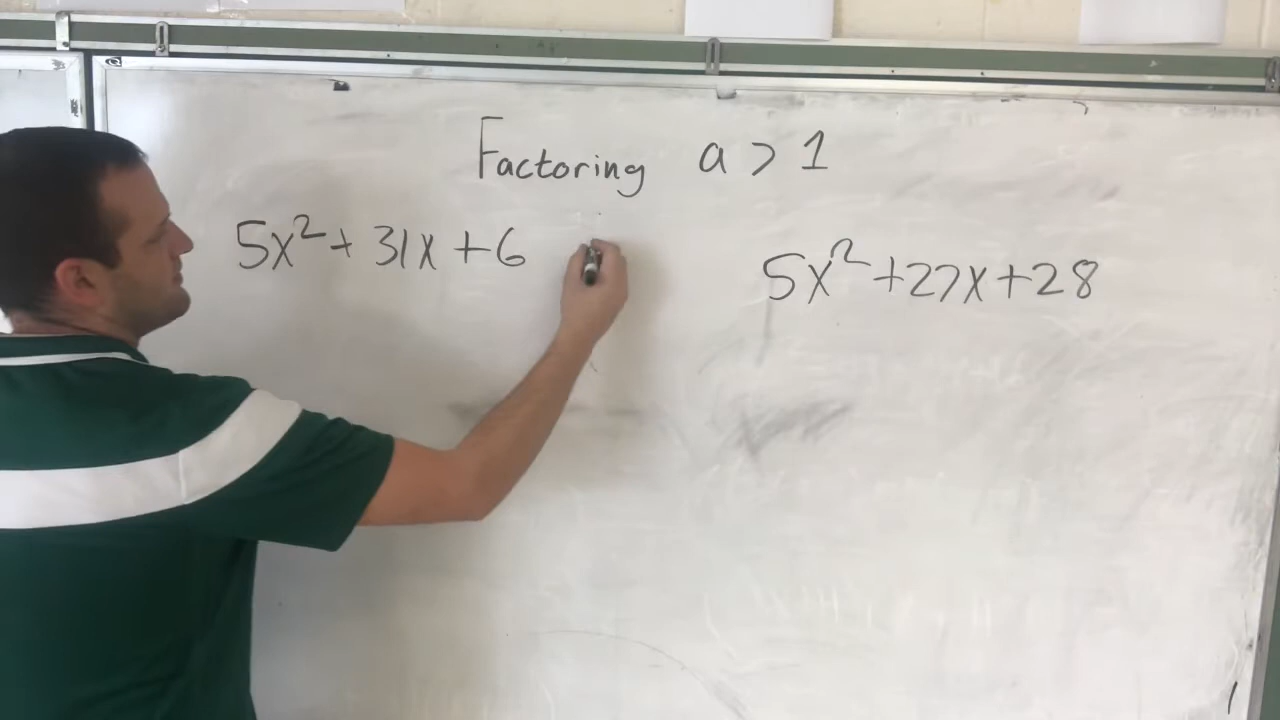 Factoring a > 1
5x² + 31x + 6
5x² + 27x + 28